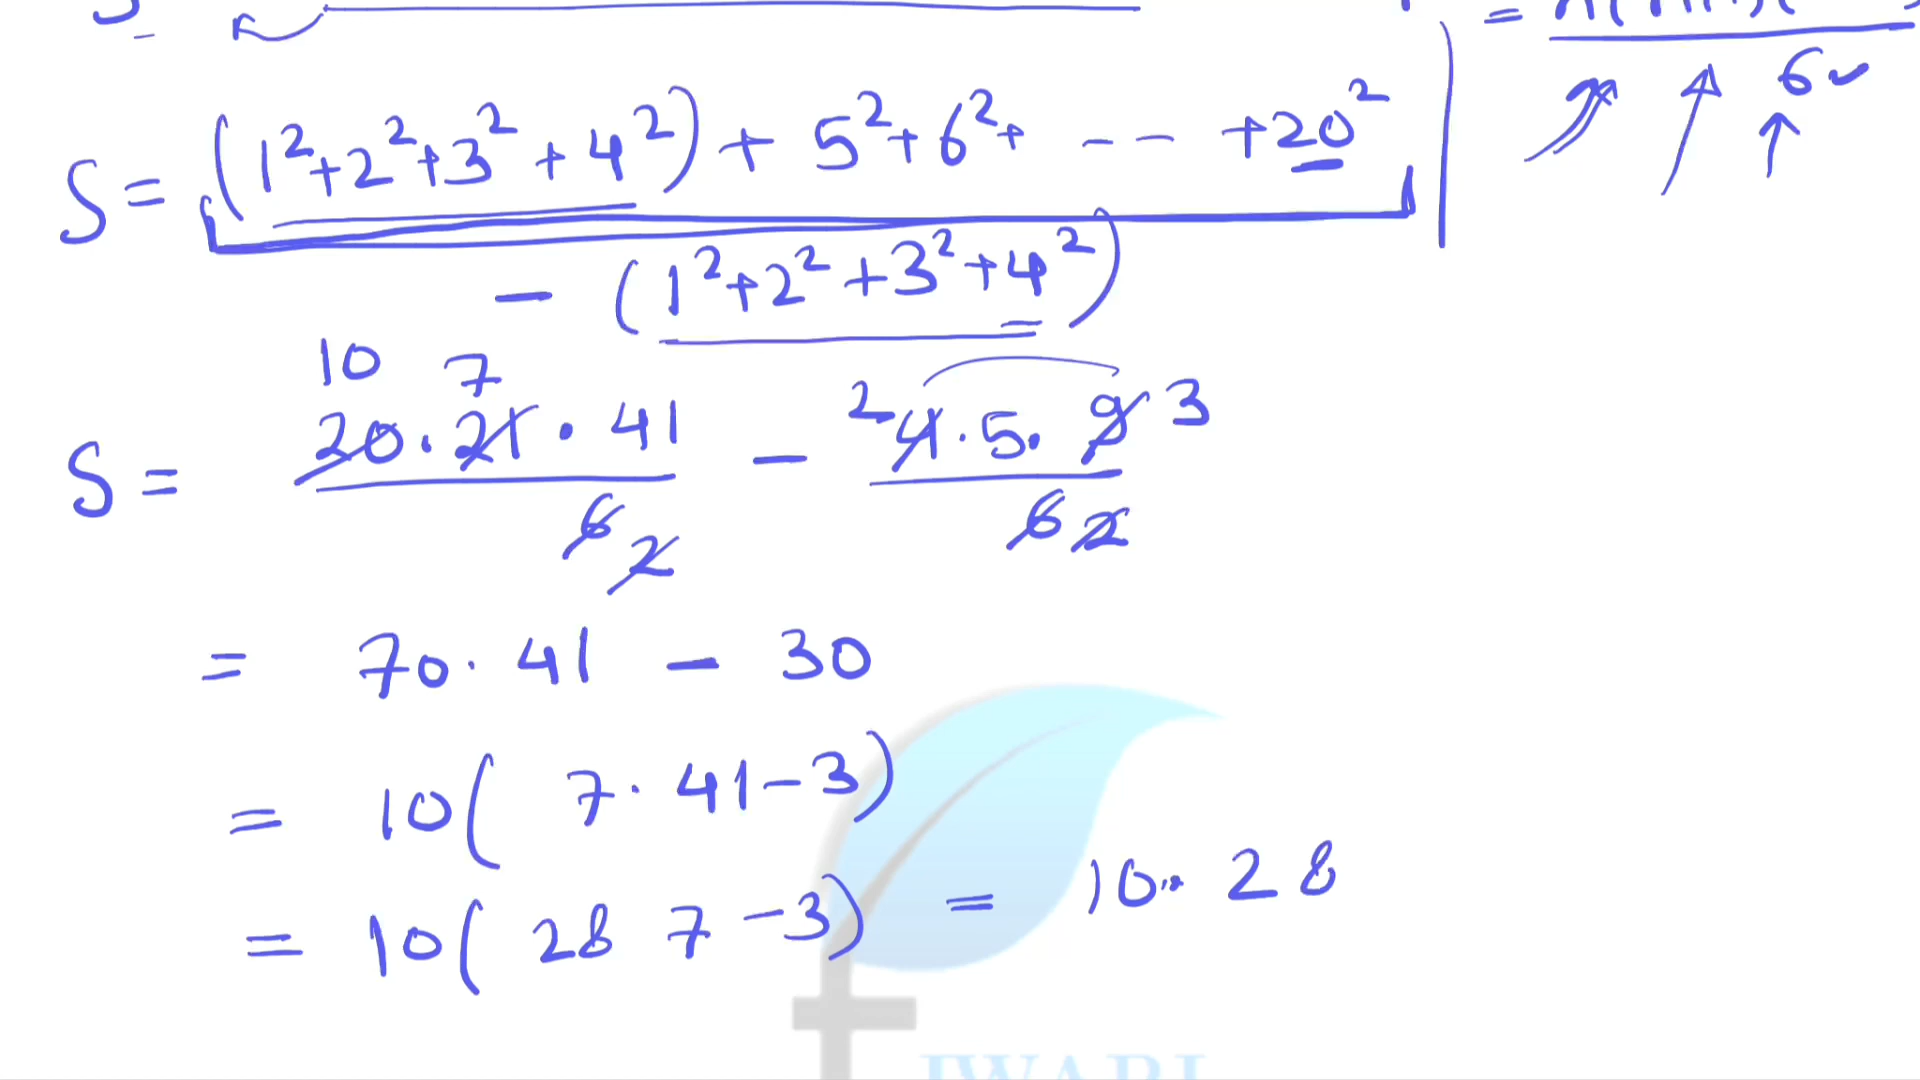 S = (1²+2²+3²+4²) + 5²+6²+ - - - +20²
- (1²+2²+3²+4²)
10 7
S = 20·21·41 / 6 2 - 2 4·5·9 3 / 6 2
6
= 70·41 - 30
= 10( 7·41-3)
= 10( 287-3) = 10·28